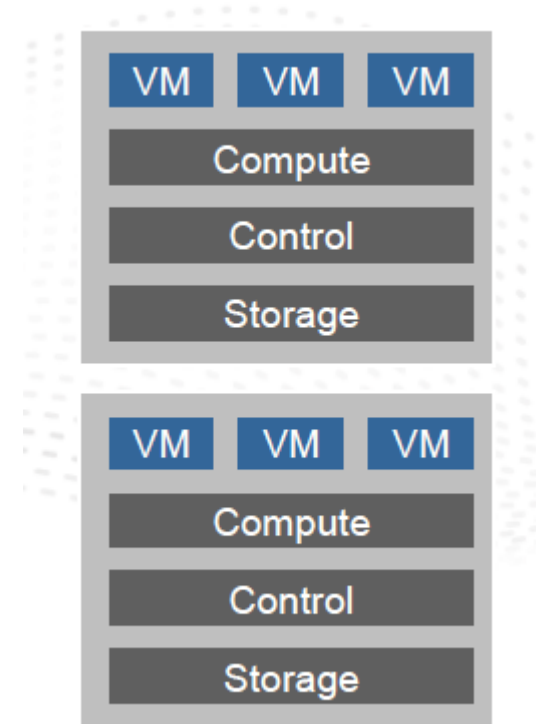 VM VM VM
Compute
Control
Storage
VM VM VM
Compute
Control
Storage